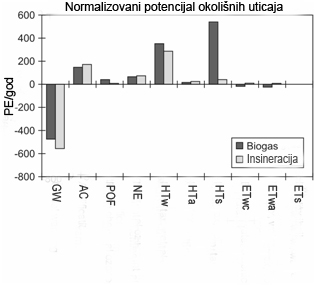 Normalizovani potencijal okolišnih uticaja
PE/god
600
400
200
0
-200
-400
-600
-800
Biogas
Insineracija
GW
AC
POF
NE
HTw
HTa
HTs
ETwc
ETwa
ETs